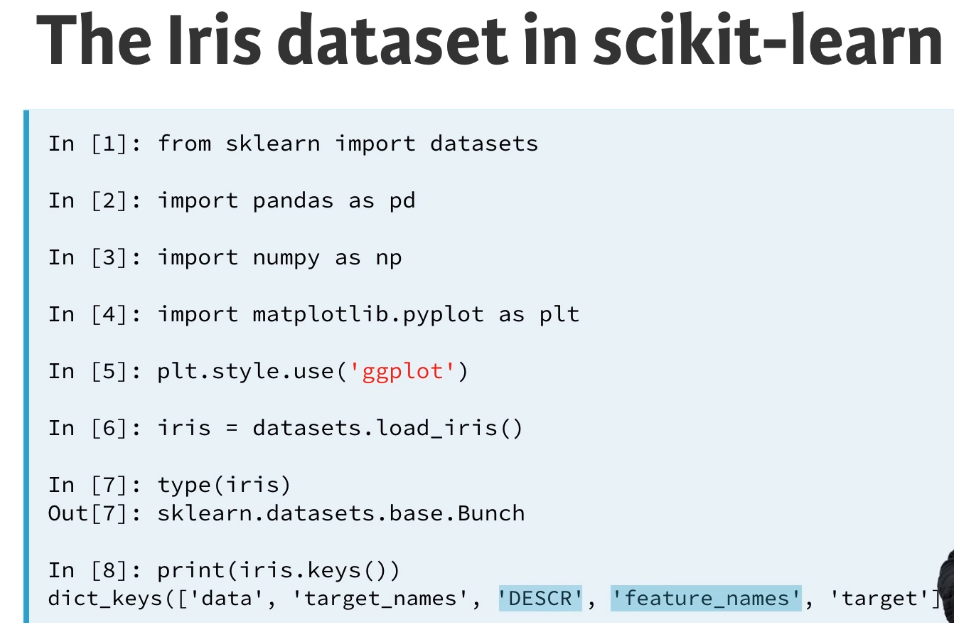 The Iris dataset in scikit-learn
In [1]: from sklearn import datasets
In [2]: import pandas as pd
In [3]: import numpy as np
In [4]: import matplotlib.pyplot as plt
In [5]: plt.style.use('ggplot')
In [6]: iris = datasets.load_iris()
In [7]: type(iris)
Out[7]: sklearn.datasets.base.Bunch
In [8]: print(iris.keys())
dict_keys(['data', 'target_names', 'DESCR', 'feature_names', 'target']